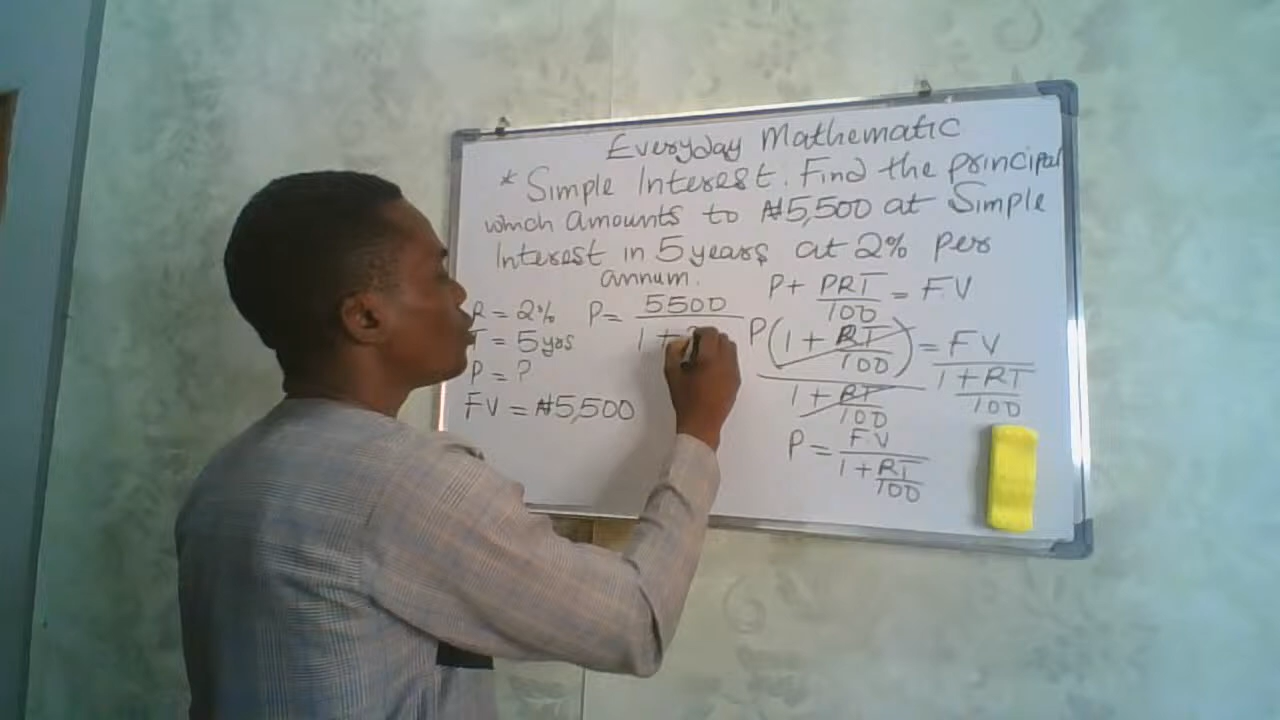 Everyday Mathematic
* Simple Interest. Find the principal
which amounts to ₦5,500 at Simple
Interest in 5 years at 2% per
annum.
R = 2%
T = 5yrs
P = ?
FV = ₦5,500
P = 5500
1 +
P + PRT/100 = FV
P(1 + RT/100) / 1 + RT/100 = FV / 1 + RT/100
P = FV / 1 + RT/100